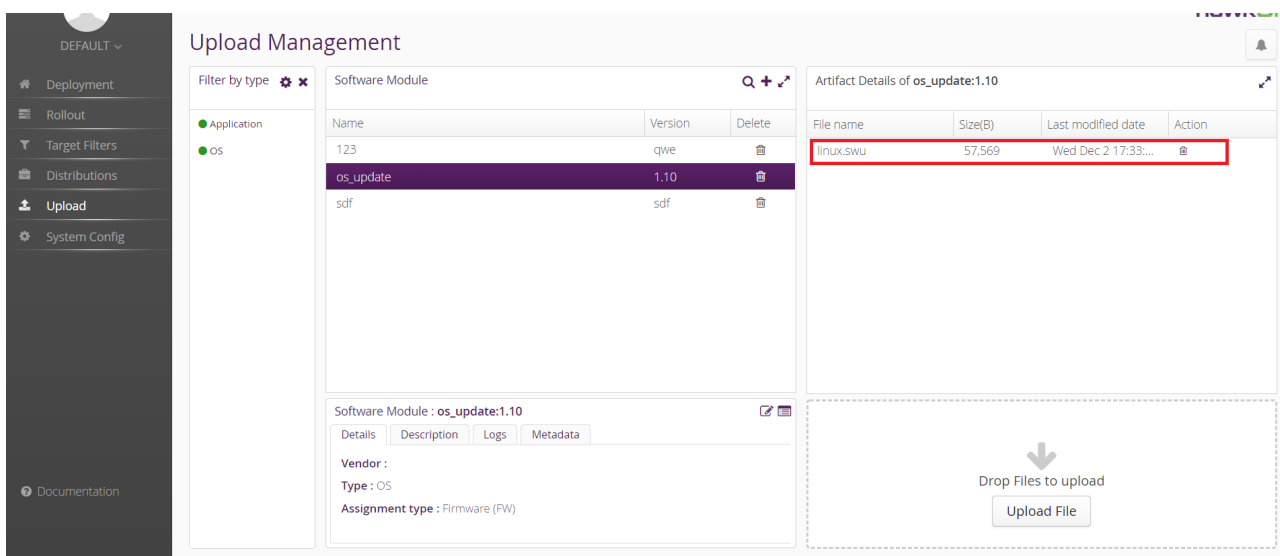 DEFAULT
Deployment
Rollout
Target Filters
Distributions
Upload
System Config
Documentation
Upload Management
Filter by type
Application
OS
Software Module
Name Version Delete
123 qwe
os_update 1.10
sdf sdf
Software Module : os_update:1.10
Details Description Logs Metadata
Vendor :
Type : OS
Assignment type : Firmware (FW)
Artifact Details of os_update:1.10
File name Size(B) Last modified date Action
linux.swu 57,569 Wed Dec 2 17:33:...
Drop Files to upload
Upload File